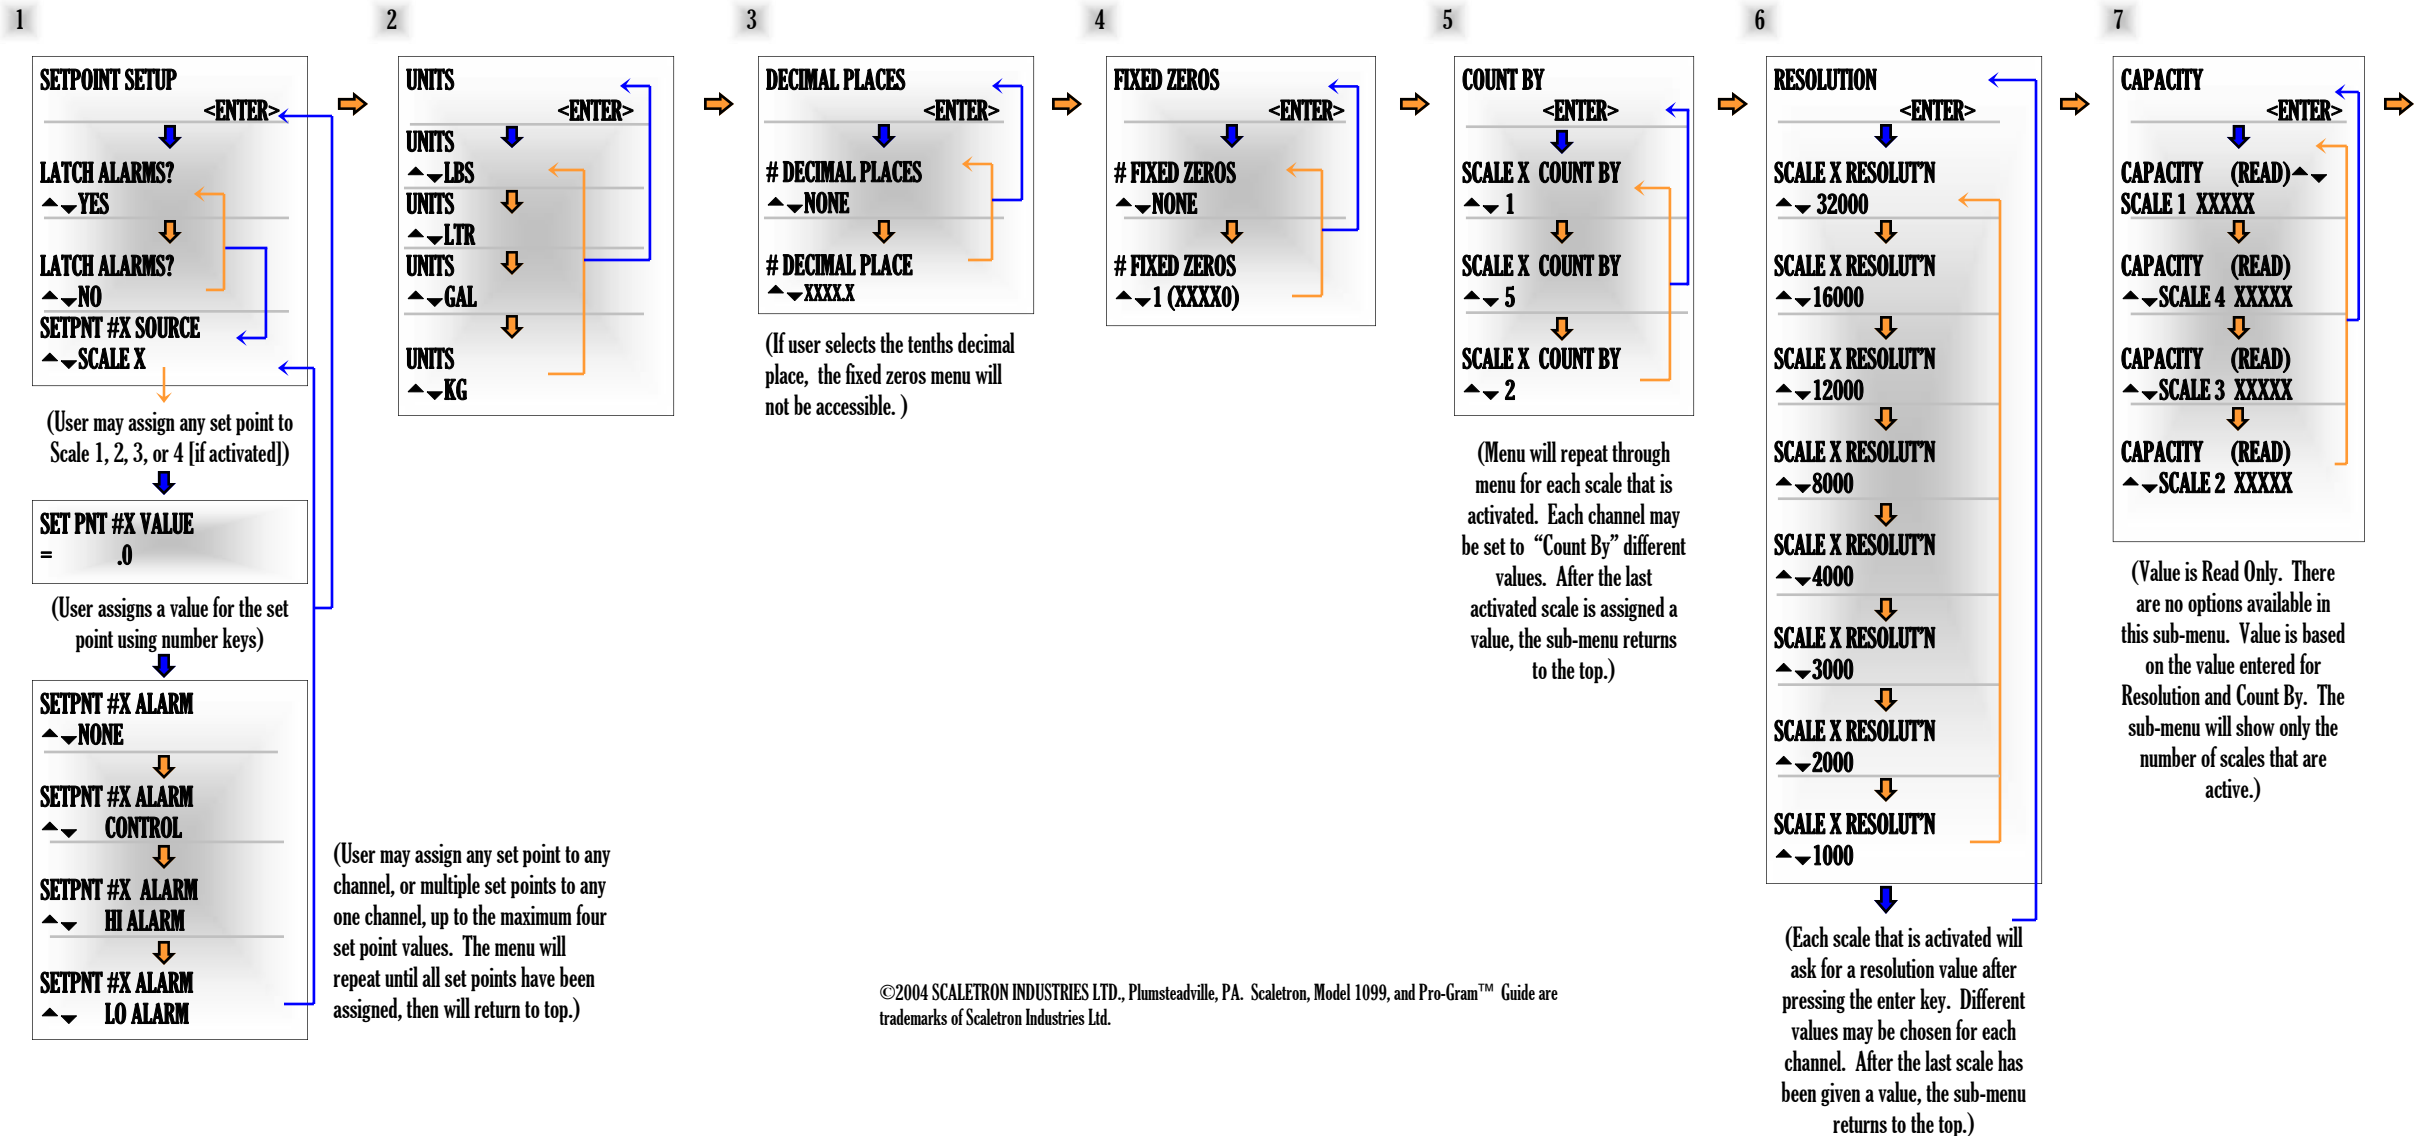 1
SETPOINT SETUP
<ENTER>
LATCH ALARMS?
YES
LATCH ALARMS?
NO
SETPNT #X SOURCE
SCALE X
(User may assign any set point to
Scale 1, 2, 3, or 4 [if activated])
SET PNT #X VALUE
= .0
(User assigns a value for the set
point using number keys)
SETPNT #X ALARM
NONE
SETPNT #X ALARM
CONTROL
SETPNT #X ALARM
HI ALARM
SETPNT #X ALARM
LO ALARM
(User may assign any set point to any
channel, or multiple set points to any
one channel, up to the maximum four
set point values. The menu will
repeat until all set points have been
assigned, then will return to top.)
2
UNITS
<ENTER>
UNITS
LBS
UNITS
LTR
UNITS
GAL
UNITS
KG
3
DECIMAL PLACES
<ENTER>
# DECIMAL PLACES
NONE
# DECIMAL PLACE
XXXX.X
(If user selects the tenths decimal
place, the fixed zeros menu will
not be accessible. )
4
FIXED ZEROS
<ENTER>
# FIXED ZEROS
NONE
# FIXED ZEROS
1 (XXXX0)
5
COUNT BY
<ENTER>
SCALE X COUNT BY
1
SCALE X COUNT BY
5
SCALE X COUNT BY
2
(Menu will repeat through
menu for each scale that is
activated. Each channel may
be set to “Count By” different
values. After the last
activated scale is assigned a
value, the sub-menu returns
to the top.)
6
RESOLUTION
<ENTER>
SCALE X RESOLUT'N
32000
SCALE X RESOLUT'N
16000
SCALE X RESOLUT'N
12000
SCALE X RESOLUT'N
8000
SCALE X RESOLUT'N
4000
SCALE X RESOLUT'N
3000
SCALE X RESOLUT'N
2000
SCALE X RESOLUT'N
1000
(Each scale that is activated will
ask for a resolution value after
pressing the enter key. Different
values may be chosen for each
channel. After the last scale has
been given a value, the sub-menu
returns to the top.)
7
CAPACITY
<ENTER>
CAPACITY (READ)
SCALE 1 XXXXX
CAPACITY (READ)
SCALE 4 XXXXX
CAPACITY (READ)
SCALE 3 XXXXX
CAPACITY (READ)
SCALE 2 XXXXX
(Value is Read Only. There
are no options available in
this sub-menu. Value is based
on the value entered for
Resolution and Count By. The
sub-menu will show only the
number of scales that are
active.)
©2004 SCALETRON INDUSTRIES LTD., Plumsteadville, PA. Scaletron, Model 1099, and Pro-Gram™ Guide are
trademarks of Scaletron Industries Ltd.